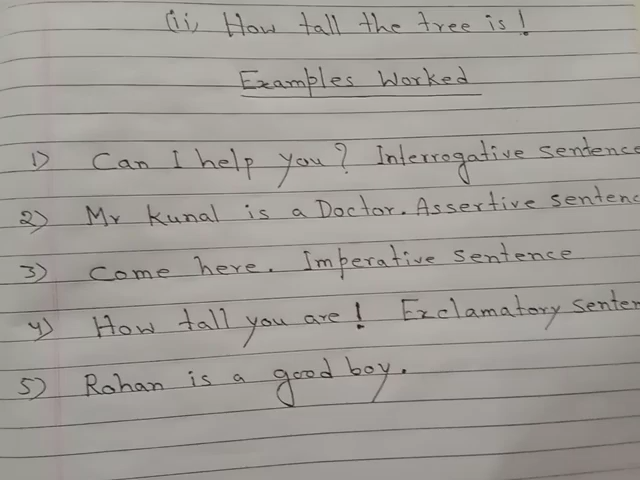 (ii) How tall the tree is!
Examples Worked
1) Can I help you? Interrogative sentence
2) Mr Kunal is a Doctor. Assertive sentenc
3) Come here. Imperative sentence
4) How tall you are! Exclamatory senten
5) Rohan is a good boy.